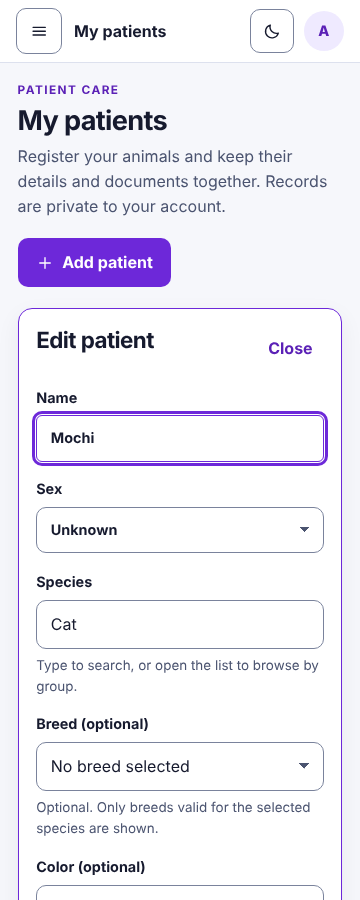 My patients
A
PATIENT CARE
My patients
Register your animals and keep their
details and documents together. Records
are private to your account.
Add patient
Edit patient
Close
Name
Mochi
Sex
Unknown
Species
Cat
Type to search, or open the list to browse by
group.
Breed (optional)
No breed selected
Optional. Only breeds valid for the selected
species are shown.
Color (optional)